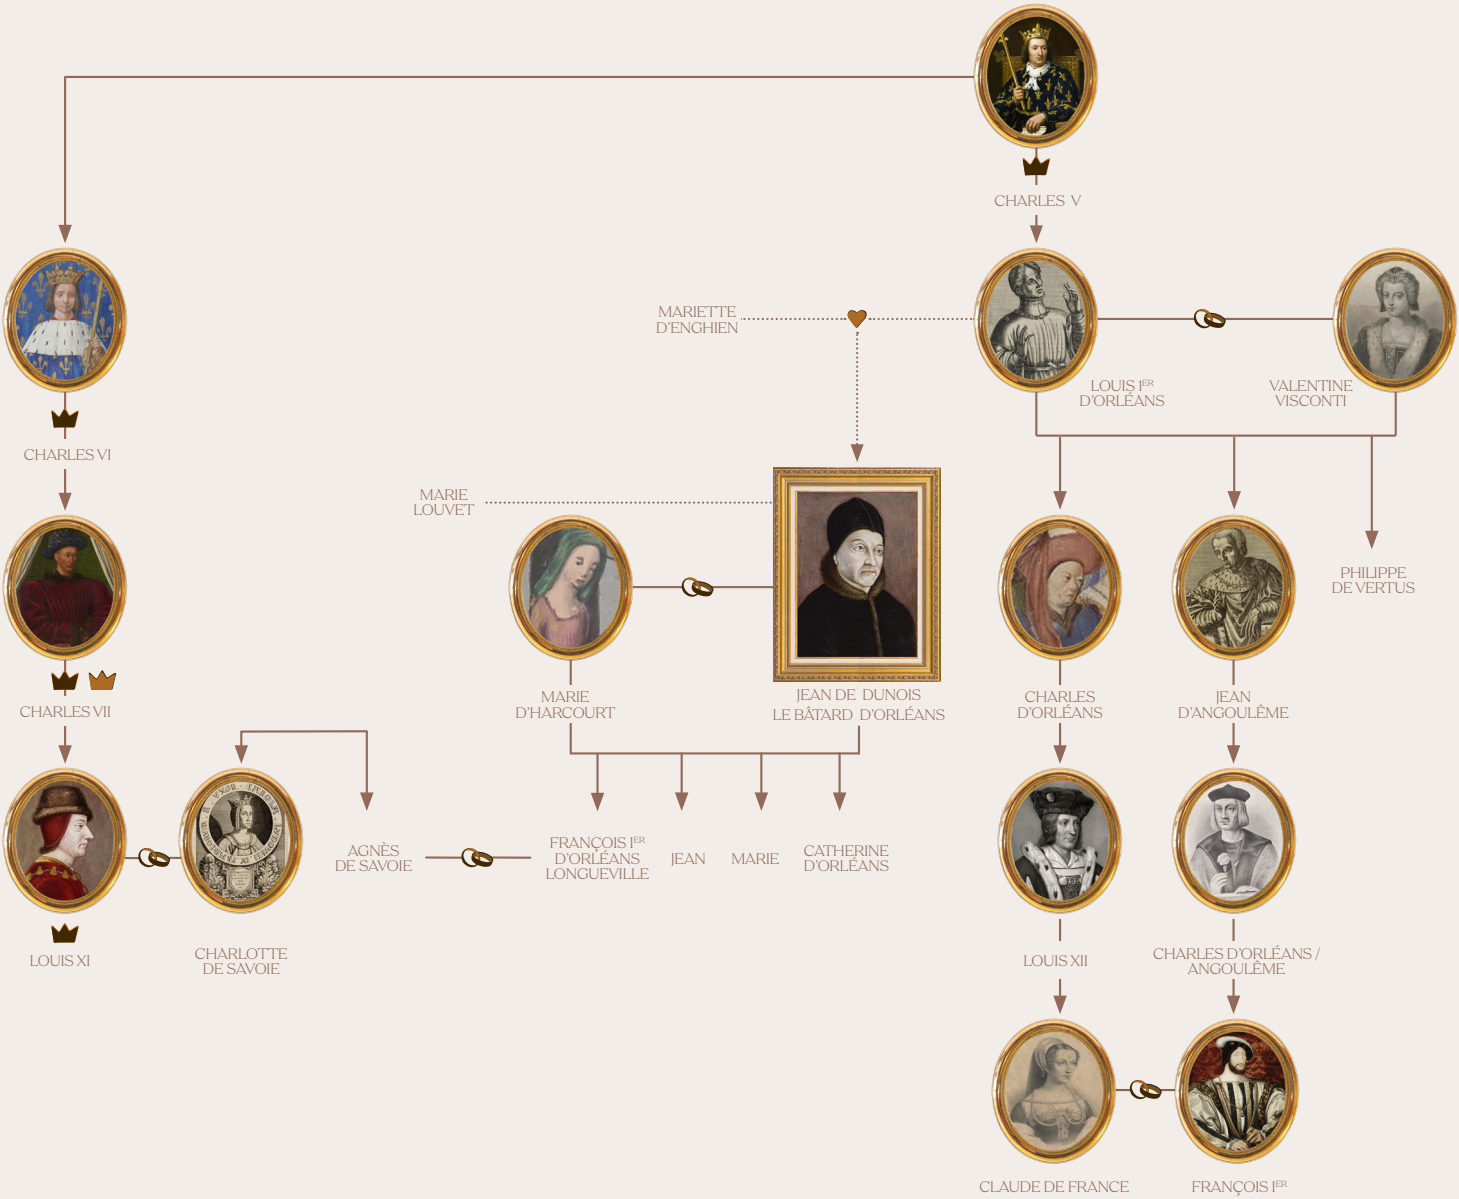 CHARLES V
MARIETTE
D'ENGHIEN
LOUIS IER
D'ORLÉANS
VALENTINE
VISCONTI
CHARLES VI
MARIE
LOUVET
PHILIPPE
DE VERTUS
MARIE
D'HARCOURT
JEAN DE DUNOIS
LE BÂTARD D'ORLÉANS
CHARLES
D'ORLÉANS
JEAN
D'ANGOULÊME
CHARLES VII
AGNÈS
DE SAVOIE
FRANÇOIS IER
D'ORLÉANS
LONGUEVILLE
JEAN
MARIE
CATHERINE
D'ORLÉANS
LOUIS XI
CHARLOTTE
DE SAVOIE
LOUIS XII
CHARLES D'ORLÉANS /
ANGOULÊME
CLAUDE DE FRANCE
FRANÇOIS IER